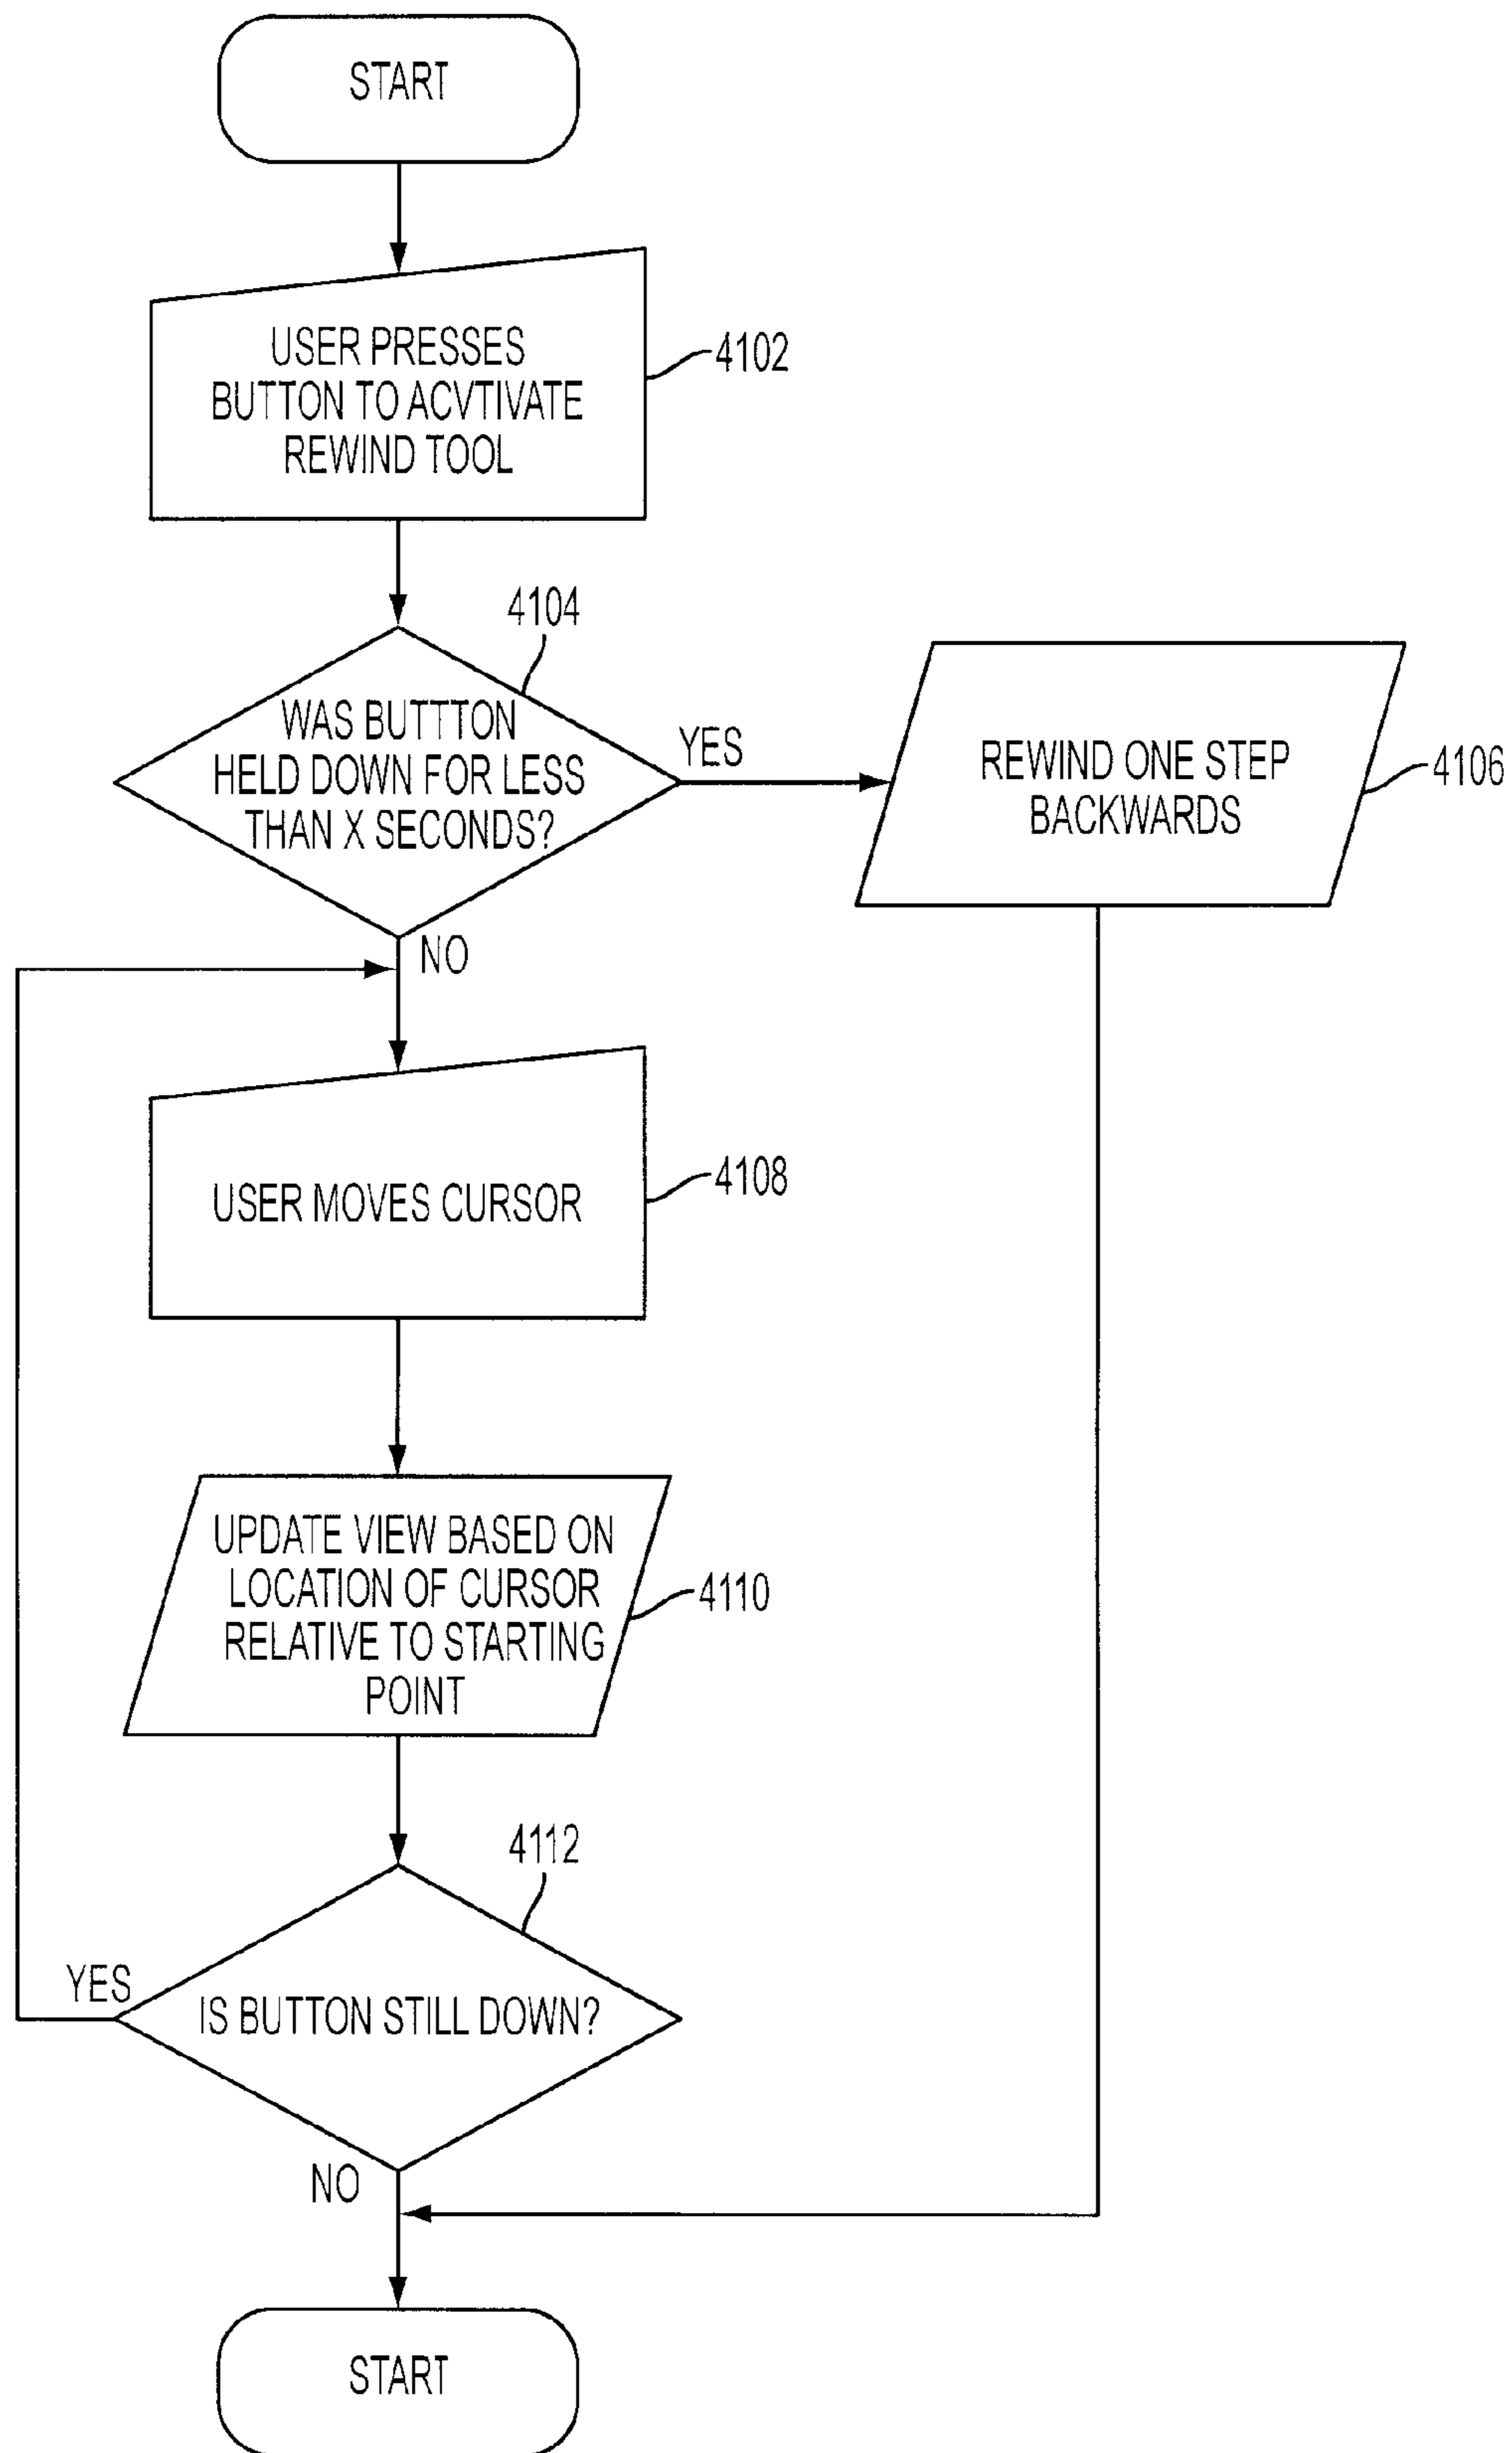 START
USER PRESSES
BUTTON TO ACVTIVATE
REWIND TOOL
4102
4104
WAS BUTTTON
HELD DOWN FOR LESS
THAN X SECONDS?
YES
REWIND ONE STEP
BACKWARDS
4106
NO
USER MOVES CURSOR
4108
UPDATE VIEW BASED ON
LOCATION OF CURSOR
RELATIVE TO STARTING
POINT
4110
4112
YES
IS BUTTON STILL DOWN?
NO
START